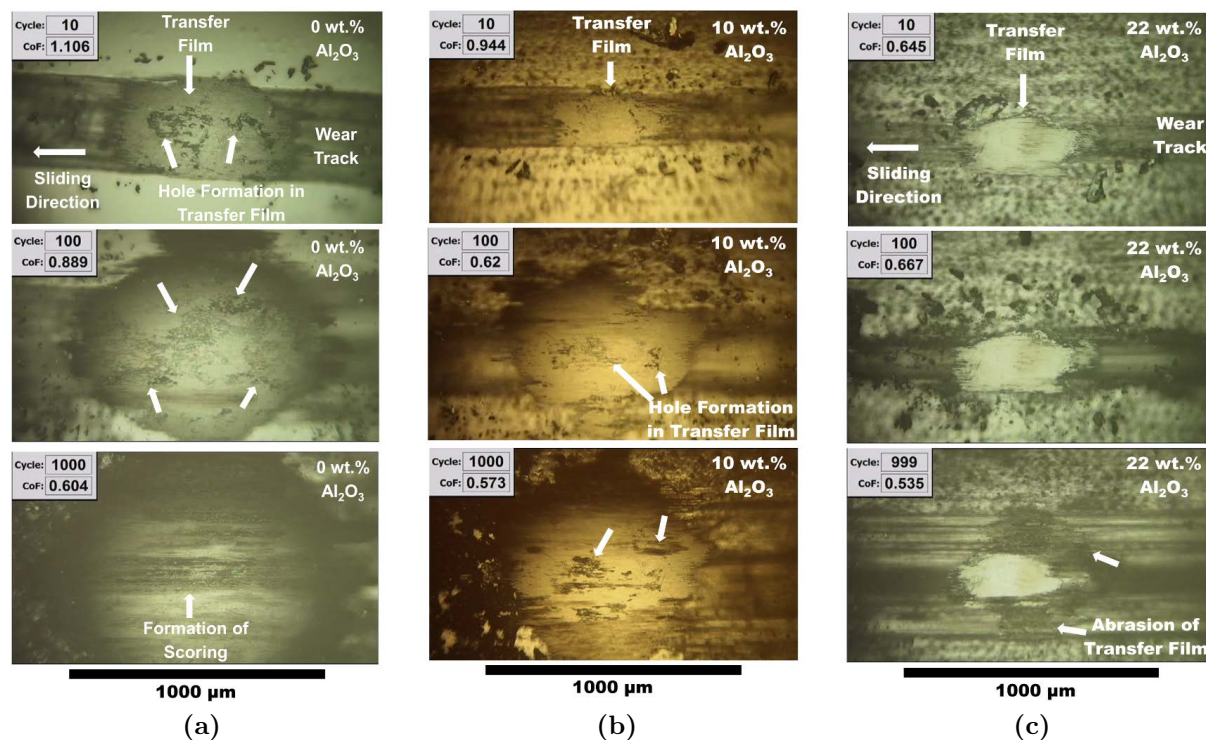 Cycle: 10
CoF: 1.106
Transfer
Film
0 wt.%
Al₂O₃
Wear
Track
Sliding
Direction
Hole Formation in
Transfer Film
Cycle: 100
CoF: 0.889
0 wt.%
Al₂O₃
Cycle: 1000
CoF: 0.604
0 wt.%
Al₂O₃
Formation of
Scoring
1000 µm
(a)
Cycle: 10
CoF: 0.944
Transfer
Film
10 wt.%
Al₂O₃
Cycle: 100
CoF: 0.62
10 wt.%
Al₂O₃
Hole Formation
in Transfer Film
Cycle: 1000
CoF: 0.573
10 wt.%
Al₂O₃
1000 µm
(b)
Cycle: 10
CoF: 0.645
Transfer
Film
22 wt.%
Al₂O₃
Wear
Track
Sliding
Direction
Cycle: 100
CoF: 0.667
22 wt.%
Al₂O₃
Cycle: 999
CoF: 0.535
22 wt.%
Al₂O₃
Abrasion of
Transfer Film
1000 µm
(c)